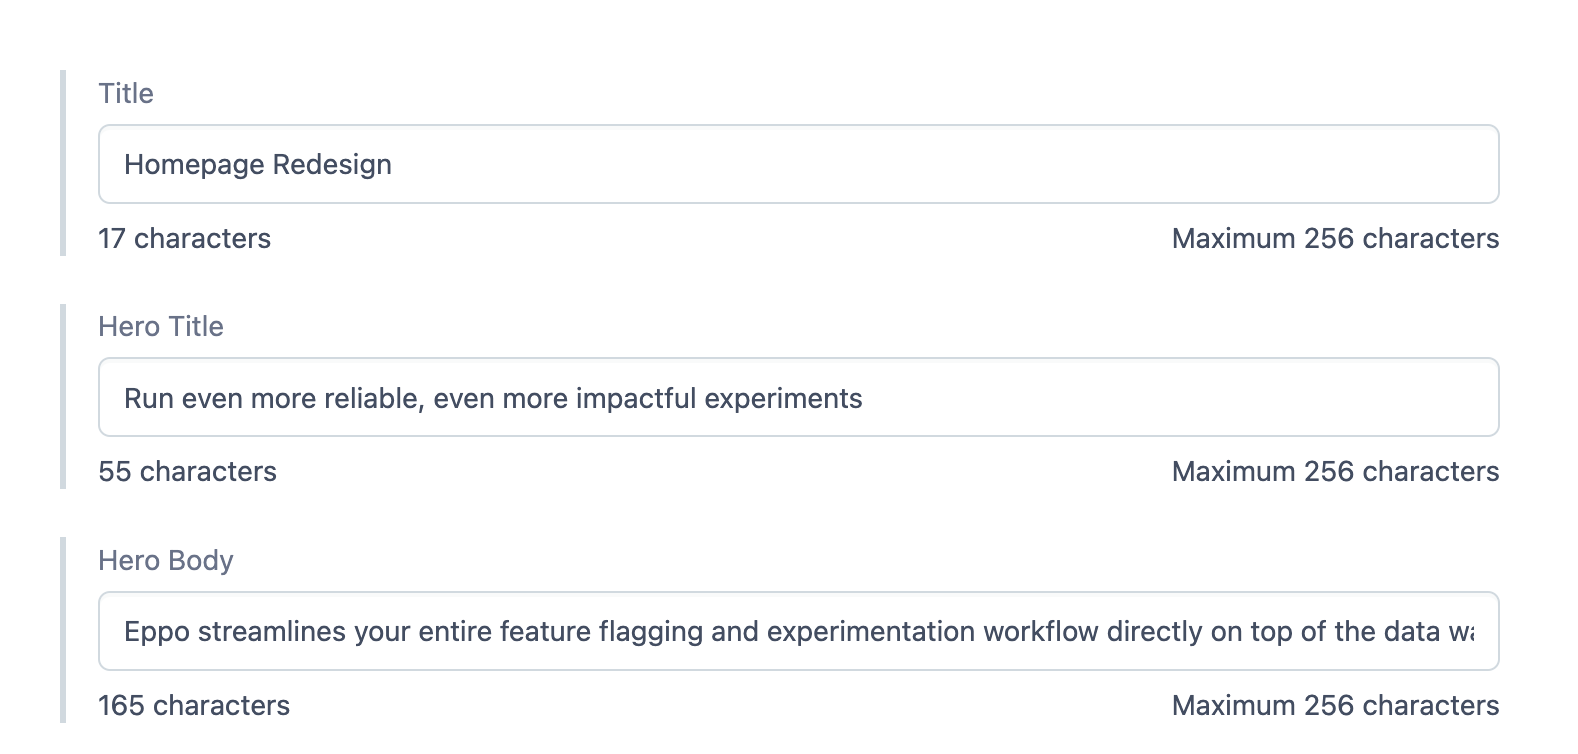 Title
Homepage Redesign
17 characters Maximum 256 characters
Hero Title
Run even more reliable, even more impactful experiments
55 characters Maximum 256 characters
Hero Body
Eppo streamlines your entire feature flagging and experimentation workflow directly on top of the data
165 characters Maximum 256 characters